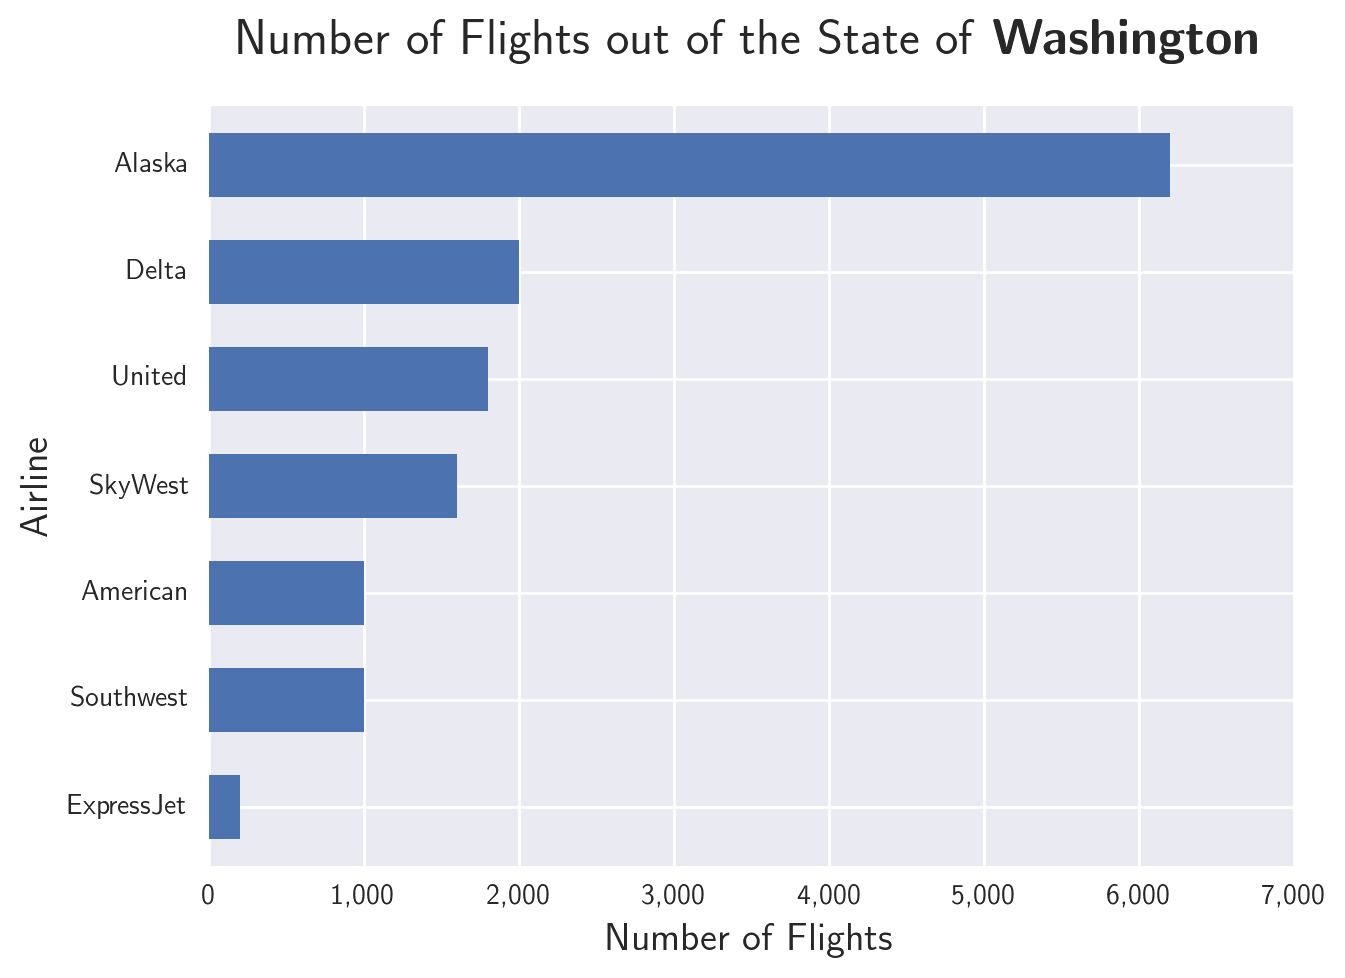 Number of Flights out of the State of Washington
Alaska
Delta
United
SkyWest
American
Southwest
ExpressJet
Airline
0 1,000 2,000 3,000 4,000 5,000 6,000 7,000
Number of Flights